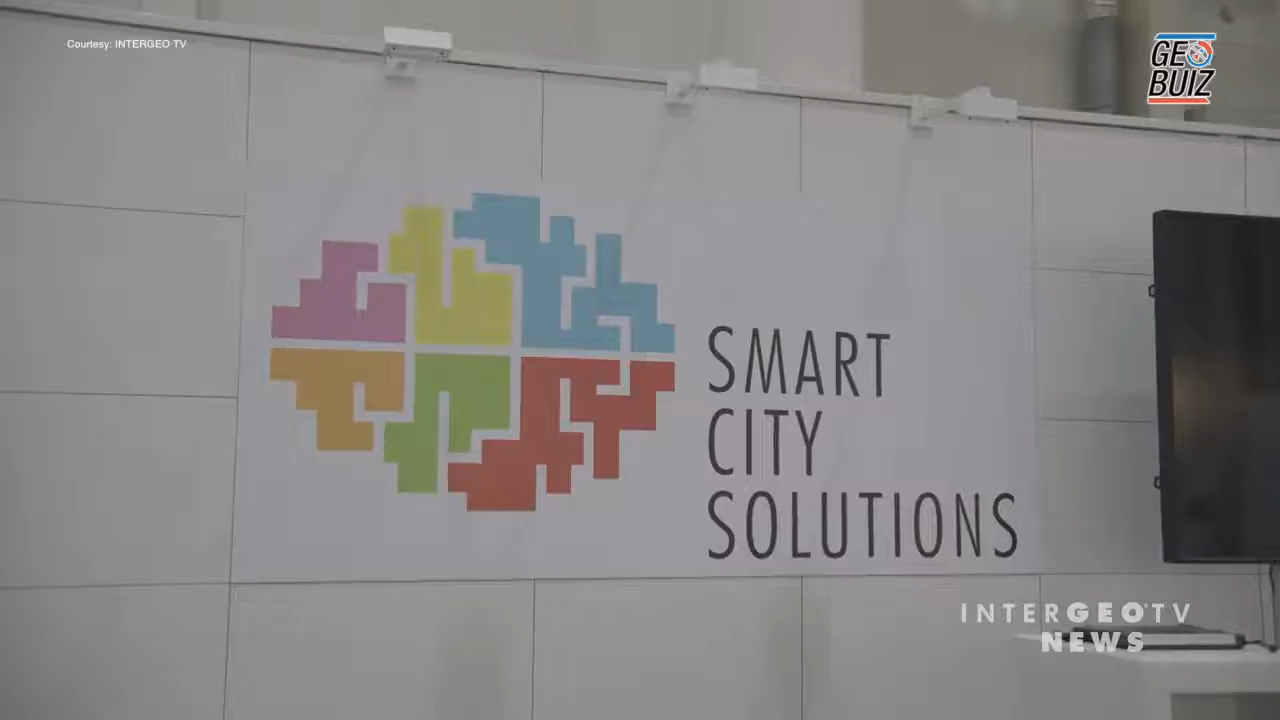 Courtesy: INTERGEO TV
GEO
BUIZ
SMART
CITY
SOLUTIONS
INTERGEO TV
NEWS